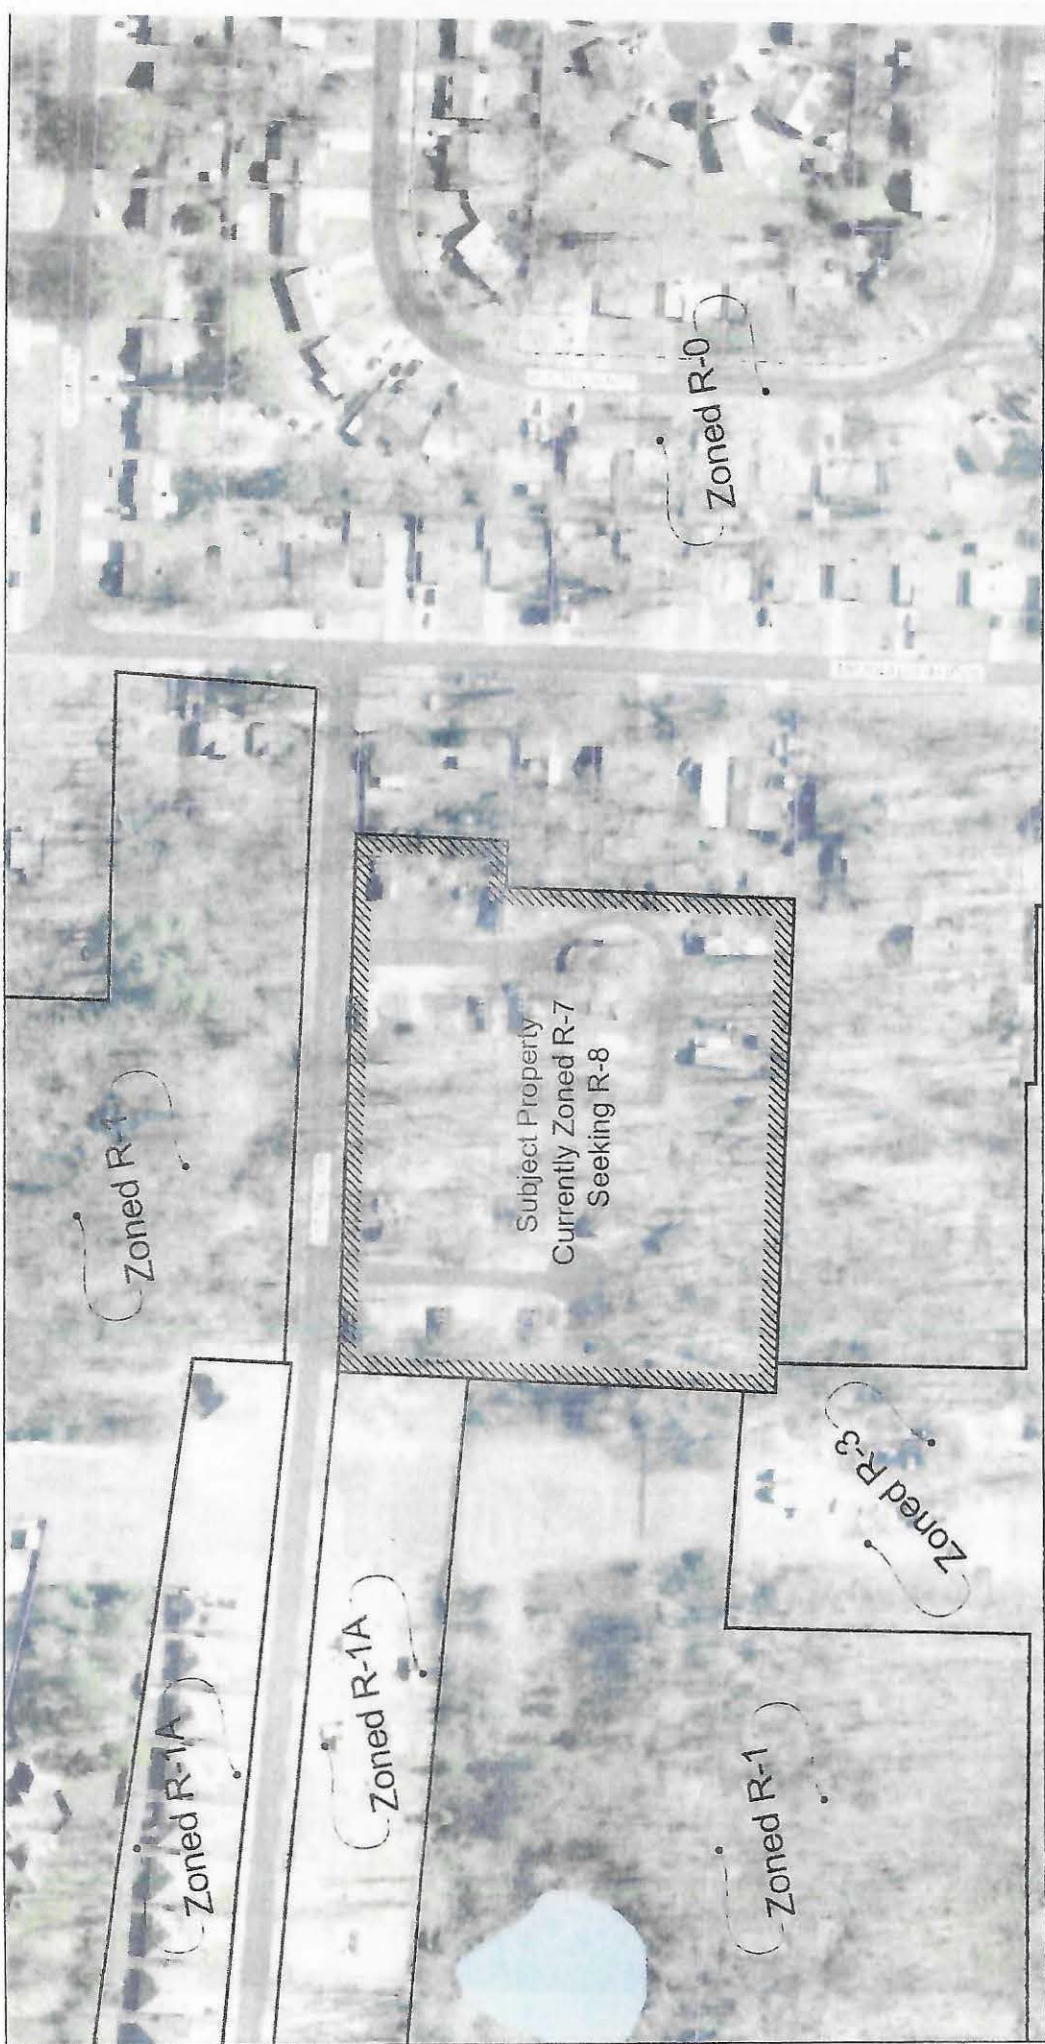 Zoned R-1A
Zoned R-1
Zoned R-1A
Subject Property
Currently Zoned R-7
Seeking R-8
Zoned R-0
Zoned R-1
Zoned R-3